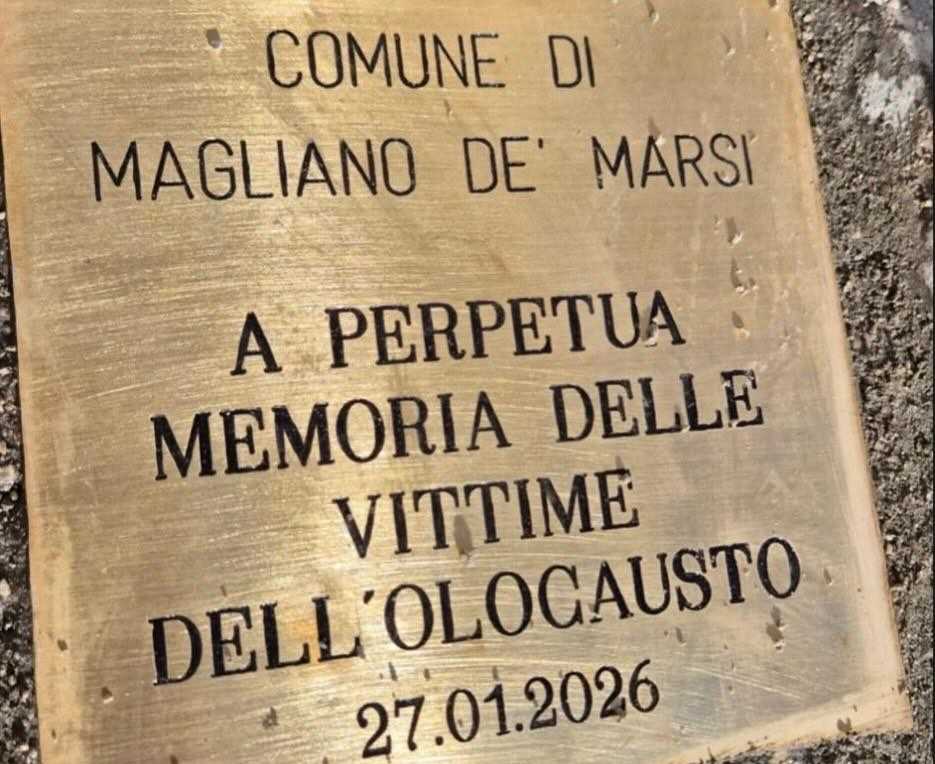 COMUNE DI
MAGLIANO DE' MARSI
A PERPETUA
MEMORIA DELLE
VITTIME
DELL'OLOCAUSTO
27.01.2026